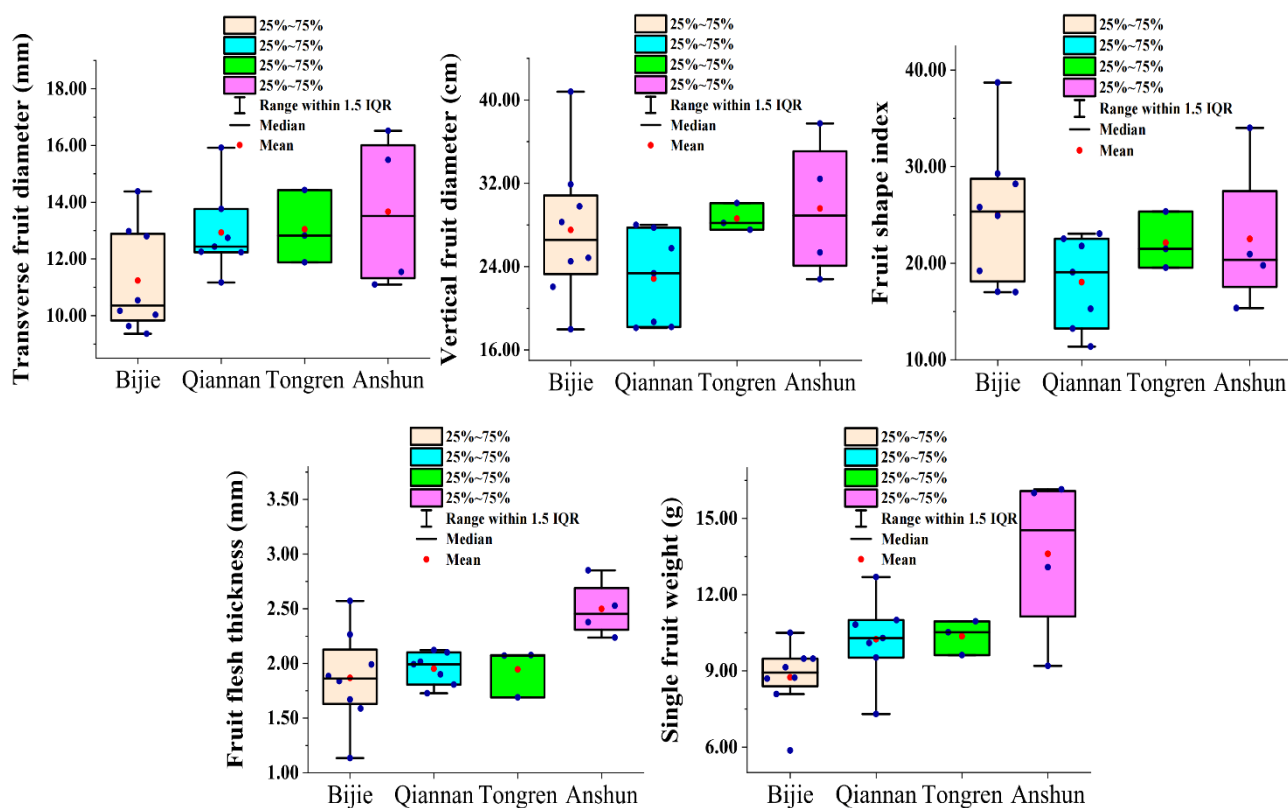 25%~75%
25%~75%
25%~75%
25%~75%
Range within 1.5 IQR
Median
Mean
Transverse fruit diameter (mm)
18.00
16.00
14.00
12.00
10.00
Bijie Qiannan Tongren Anshun
25%~75%
25%~75%
25%~75%
25%~75%
Range within 1.5 IQR
Median
Mean
Vertical fruit diameter (cm)
40.00
32.00
24.00
16.00
Bijie Qiannan Tongren Anshun
25%~75%
25%~75%
25%~75%
25%~75%
Range within 1.5 IQR
Median
Mean
Fruit shape index
40.00
30.00
20.00
10.00
Bijie Qiannan Tongren Anshun
25%~75%
25%~75%
25%~75%
25%~75%
Range within 1.5 IQR
Median
Mean
Fruit flesh thickness (mm)
3.50
3.00
2.50
2.00
1.50
1.00
Bijie Qiannan Tongren Anshun
25%~75%
25%~75%
25%~75%
25%~75%
Range within 1.5 IQR
Median
Mean
Single fruit weight (g)
15.00
12.00
9.00
6.00
Bijie Qiannan Tongren Anshun